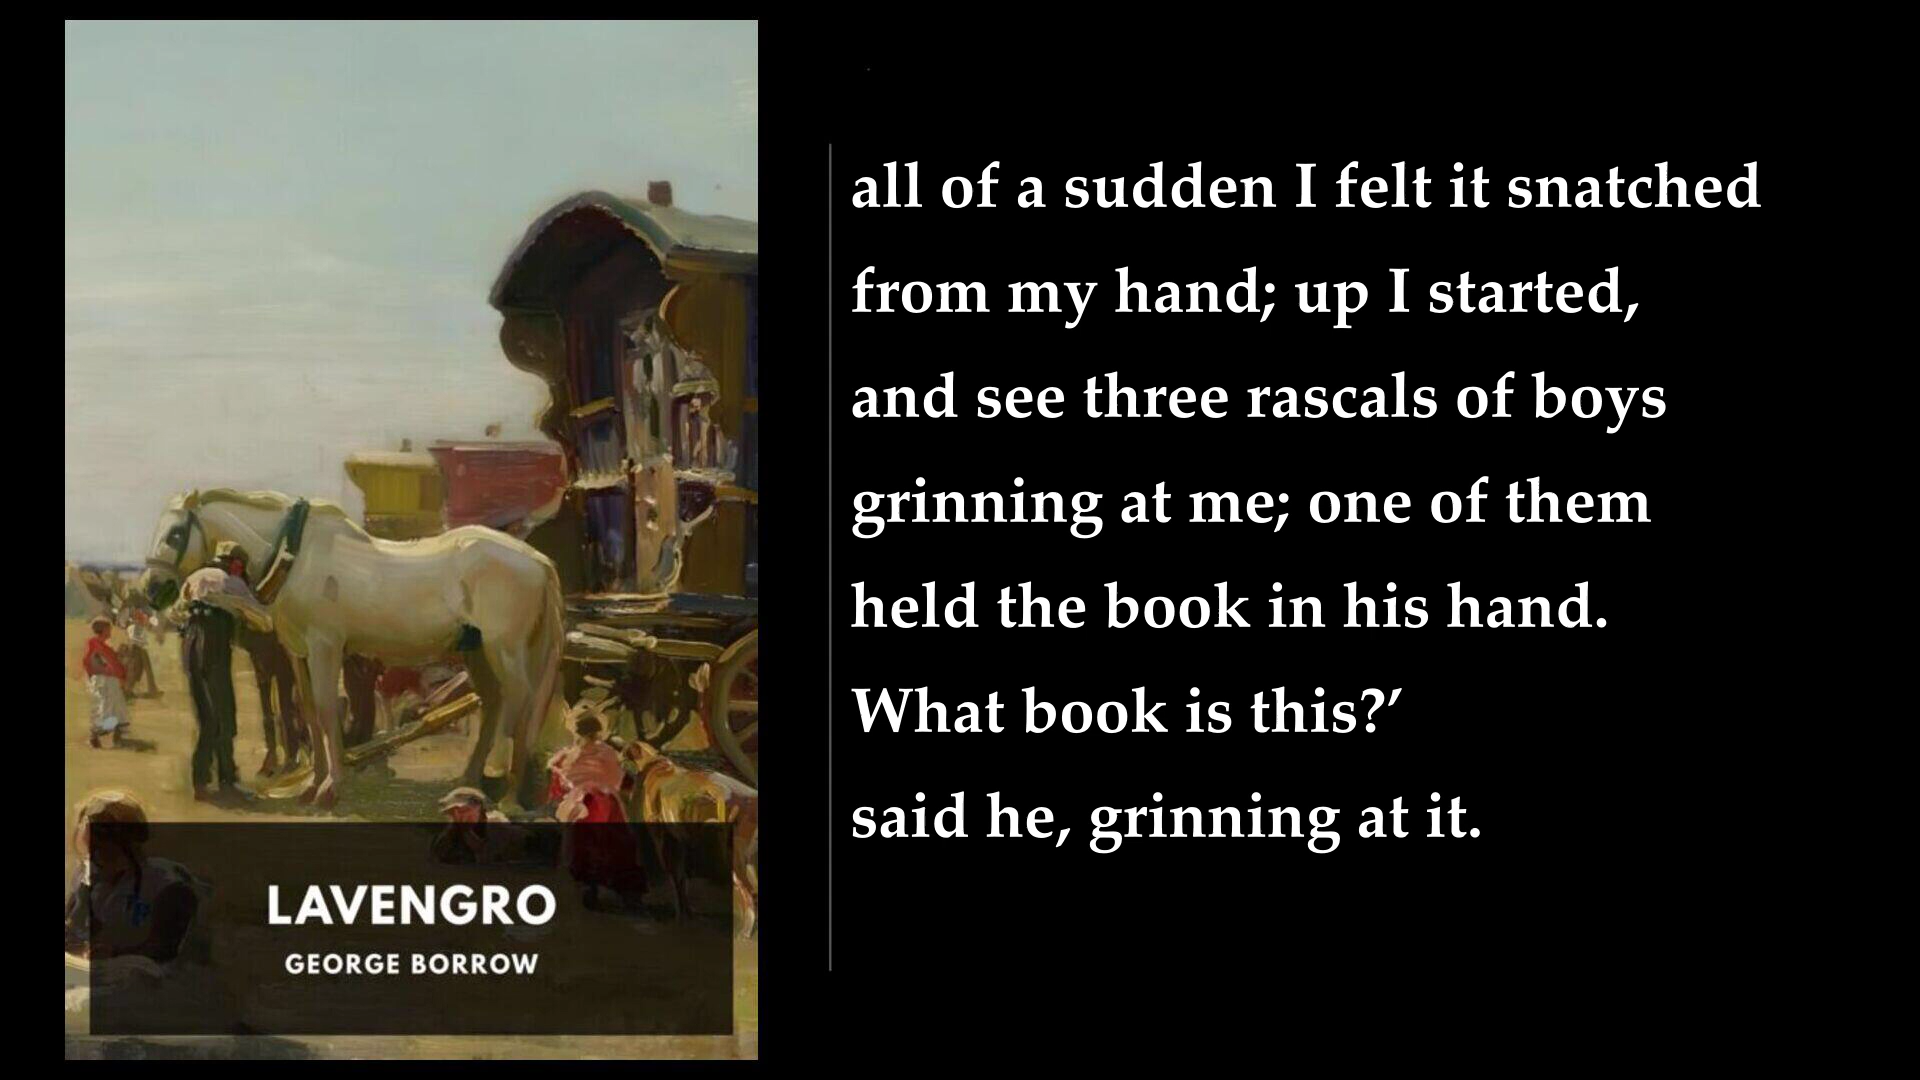 all of a sudden I felt it snatched
from my hand; up I started,
and see three rascals of boys
grinning at me; one of them
held the book in his hand.
What book is this?’
said he, grinning at it.
LAVENGRO
GEORGE BORROW